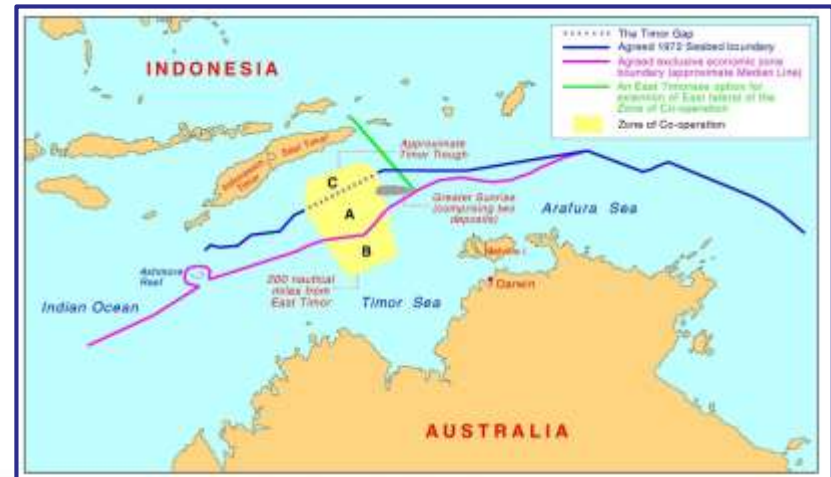 The Timor Gap
Agreed 1972 Seabed boundary
Agreed exclusive economic zone
boundary (approximate Median Line)
An East Timorese option for
extension of East lateral of the
Zone of Co-operation
Zone of Co-operation
INDONESIA
East Timor
Timor
Approximate
Timor Trough
C
A
B
Greater Sunrise
(comprising two
deposits)
Arafura Sea
Ashmore
Reef
200 nautical
miles from
East Timor
Indian Ocean
Timor Sea
Darwin
AUSTRALIA